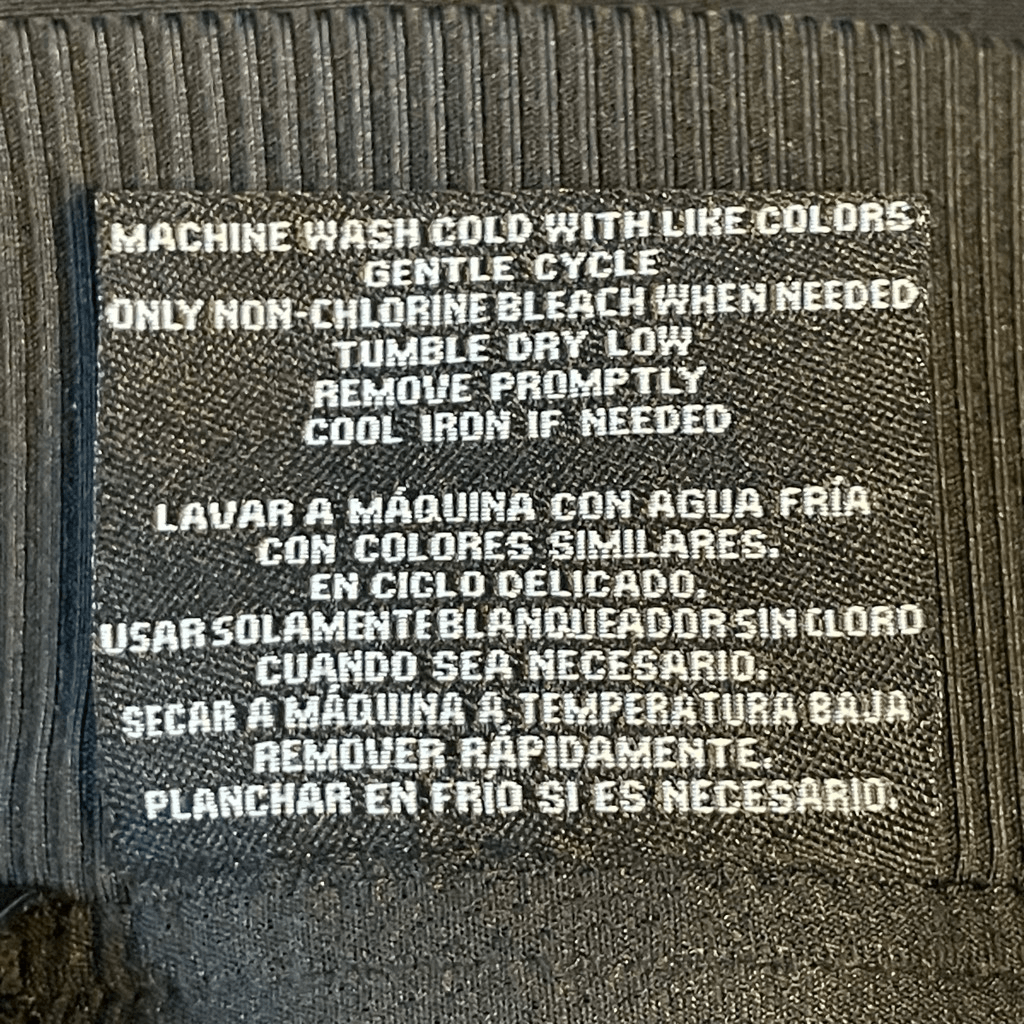 MACHINE WASH COLD WITH LIKE COLORS
GENTLE CYCLE
ONLY NON-CHLORINE BLEACH WHEN NEEDED
TUMBLE DRY LOW
REMOVE PROMPTLY
COOL IRON IF NEEDED
LAVAR A MÁQUINA CON AGUA FRÍA
CON COLORES SIMILARES.
EN CICLO DELICADO.
USAR SOLAMENTE BLANQUEADOR SIN CLORO
CUANDO SEA NECESARIO.
SECAR A MÁQUINA A TEMPERATURA BAJA
REMOVER RÁPIDAMENTE.
PLANCHAR EN FRÍO SI ES NECESARIO.